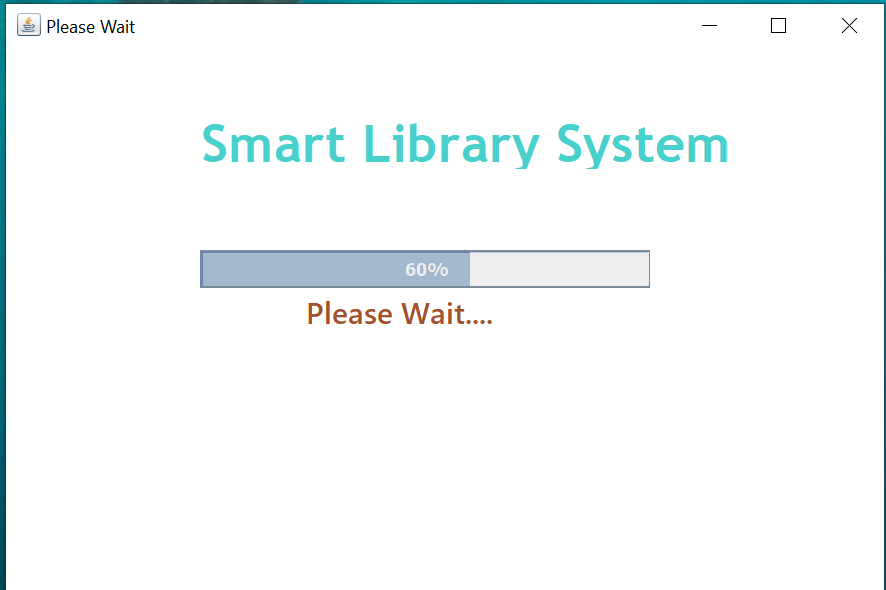 Please Wait
Smart Library System
60%
Please Wait....